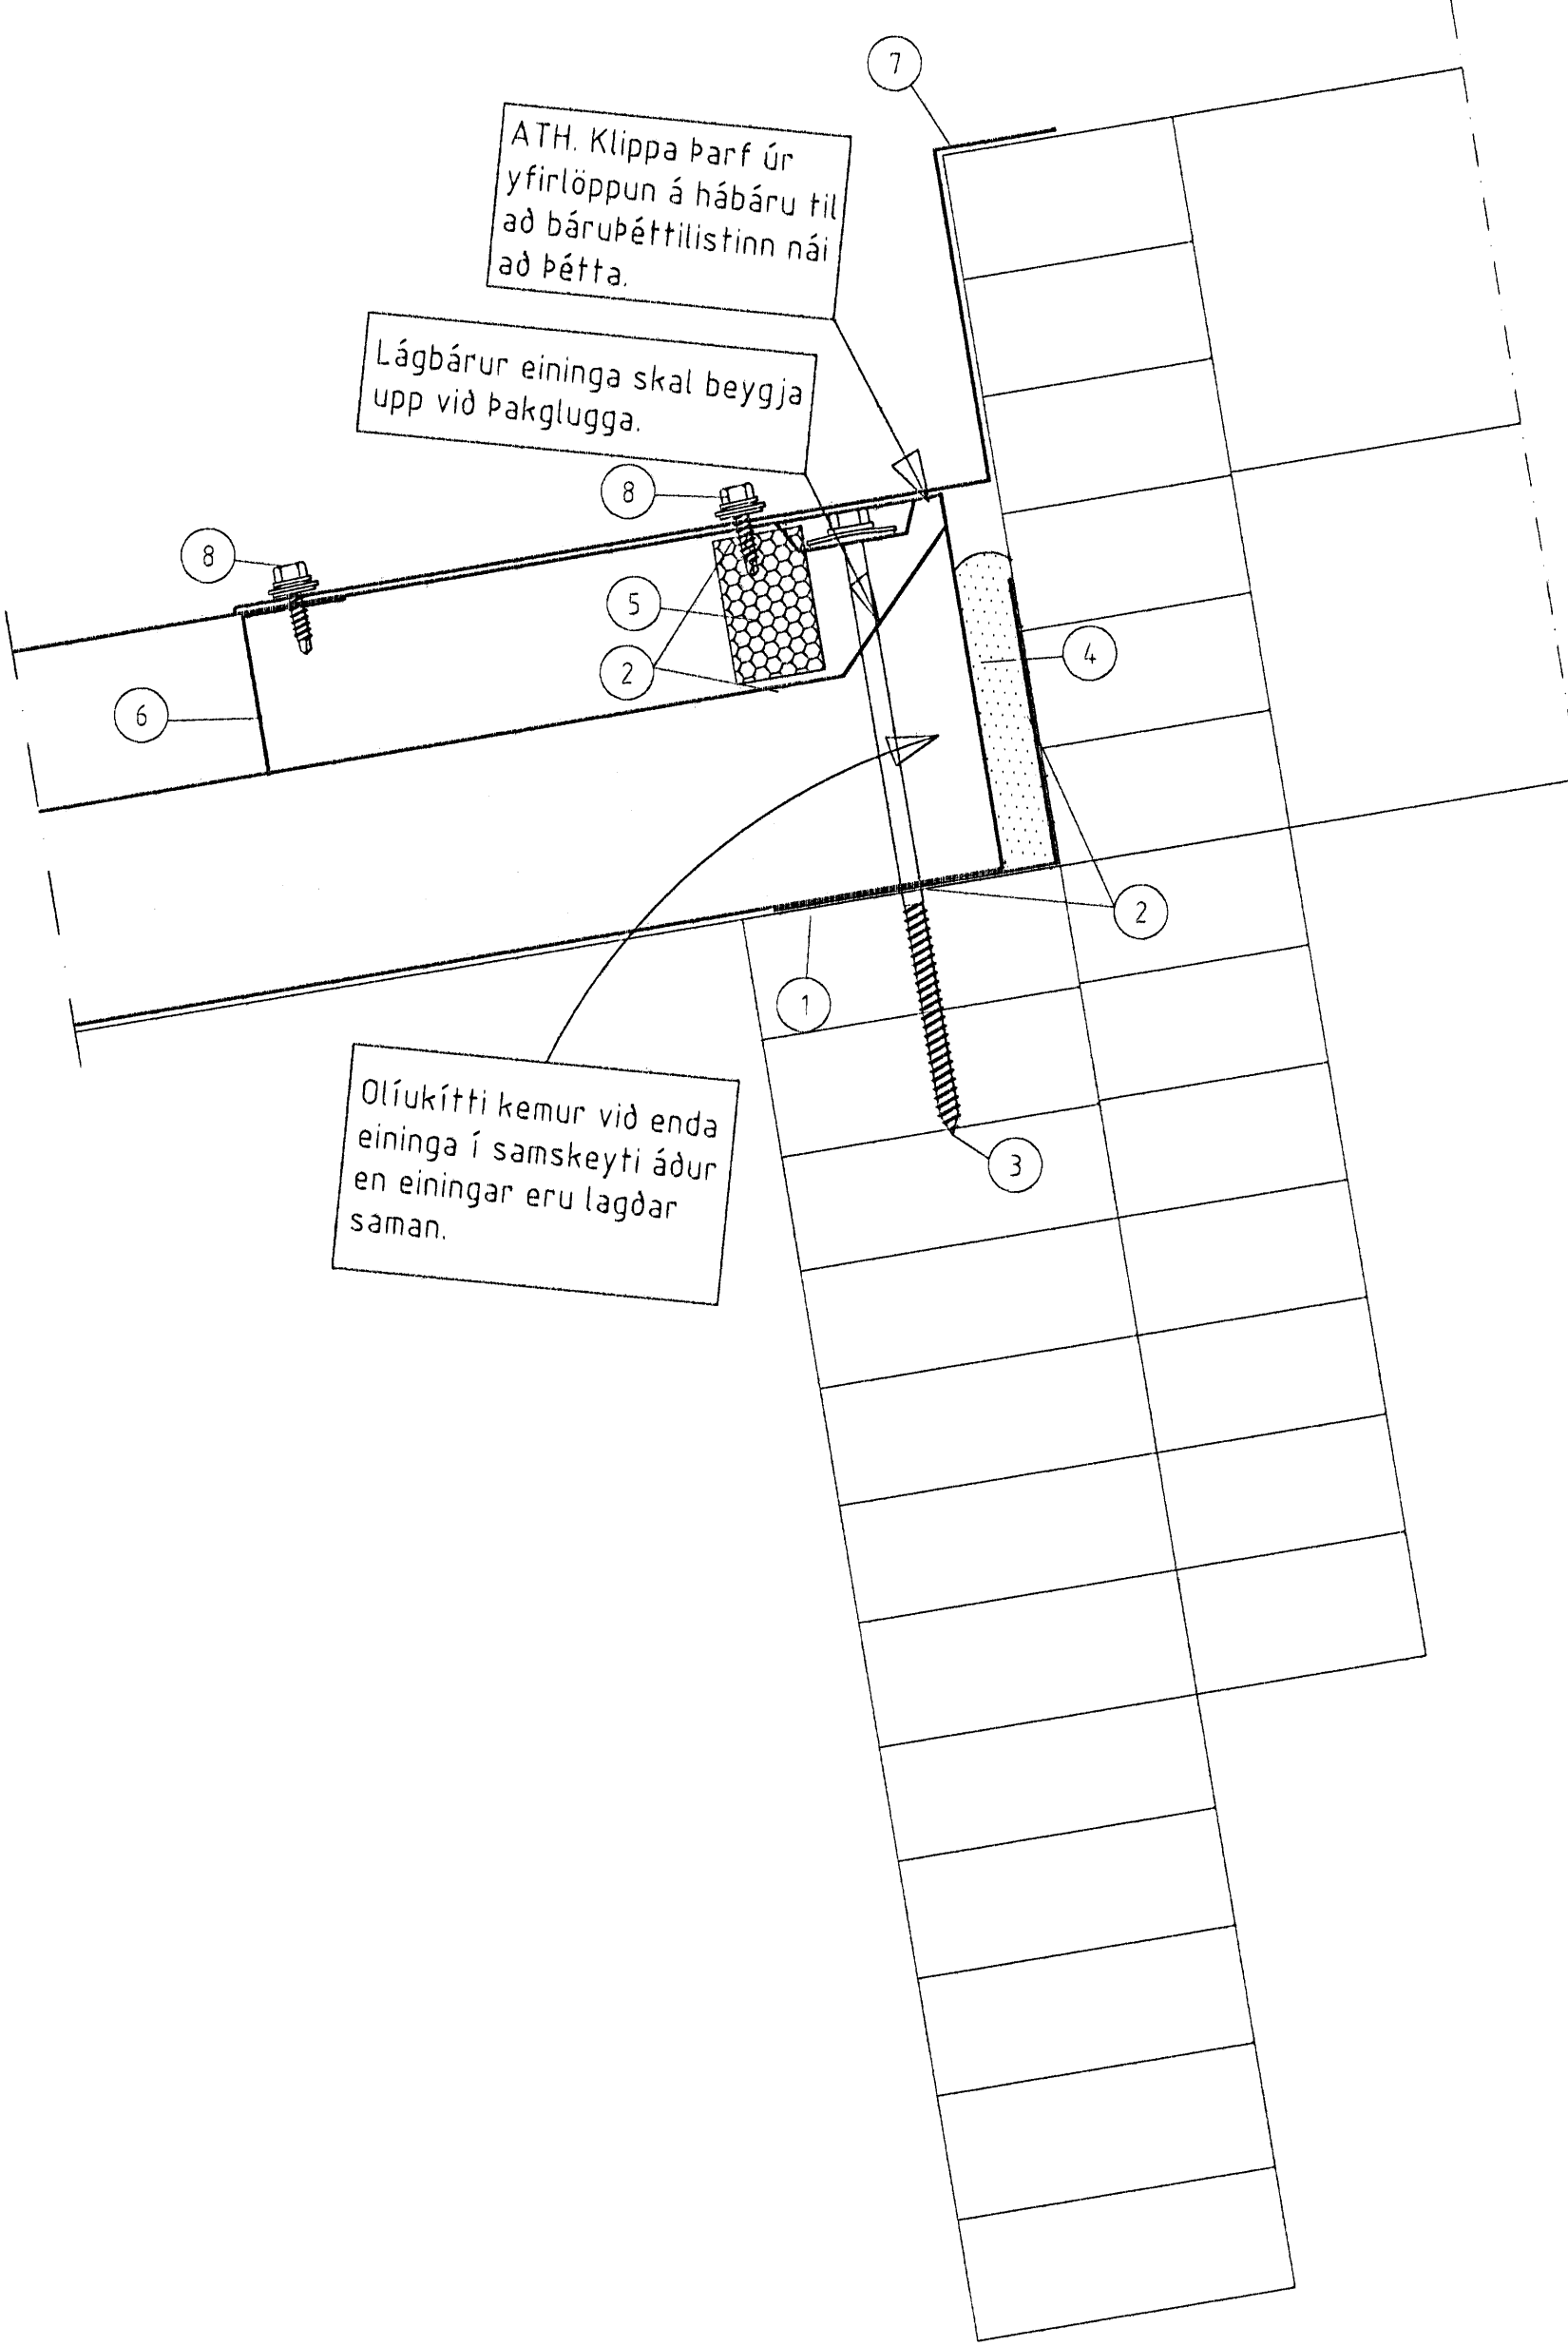 7
ATH. Klippa þarf úr
yfirlöppun á hábáru til
að báruþéttilistinn nái
að þétta.
Lágbárur eininga skal beygja
upp við þakglugga.
8
8
5
2
4
6
2
1
Olíukítti kemur við enda
eininga í samskeyti áður
en einingar eru lagðar
saman.
3